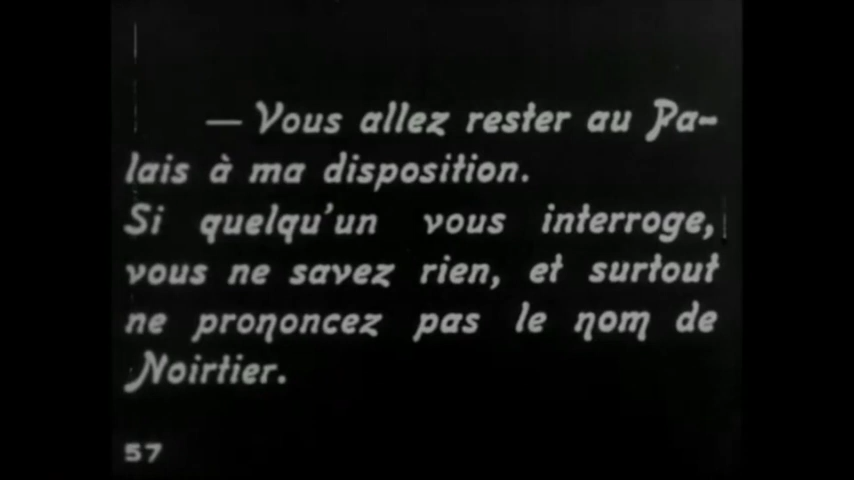 — Vous allez rester au Pa-
lais à ma disposition.
Si quelqu'un vous interroge,
vous ne savez rien, et surtout
ne prononcez pas le nom de
Noirtier.
57